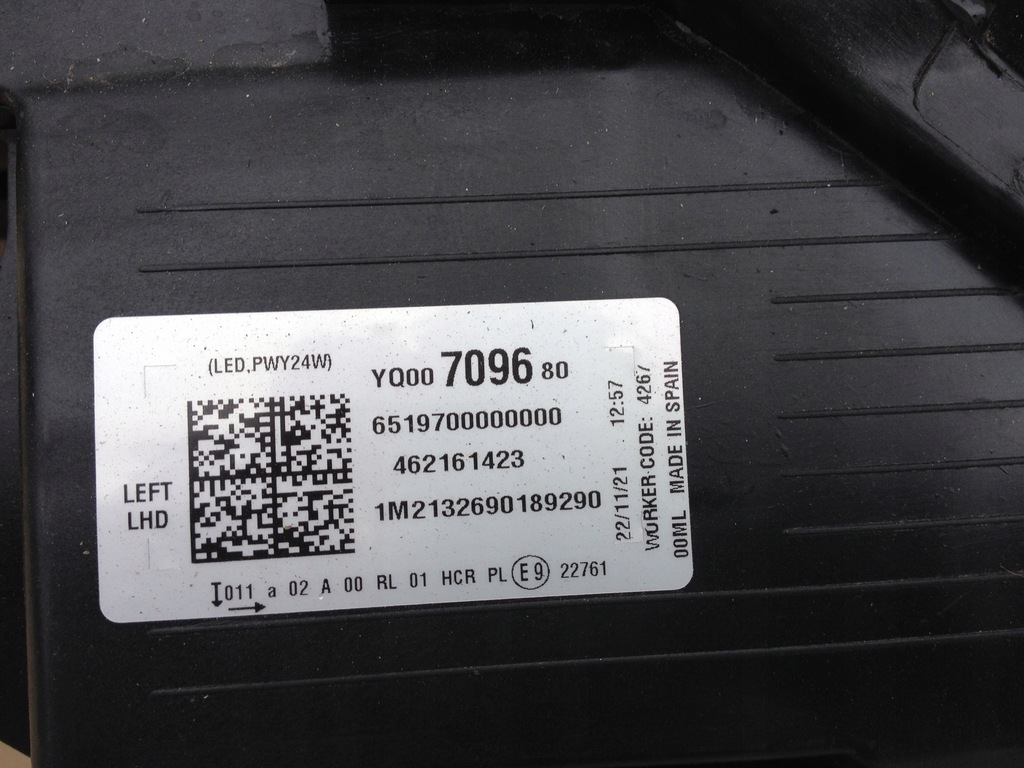 (LED,PWY24W)
YQ00 7096 80
6519700000000
462161423
1M2132690189290
LEFT
LHD
22/11/21 12:57
WORKER CODE: 4267
00ML MADE IN SPAIN
011 a 02 A 00 RL 01 HCR PL E9 22761